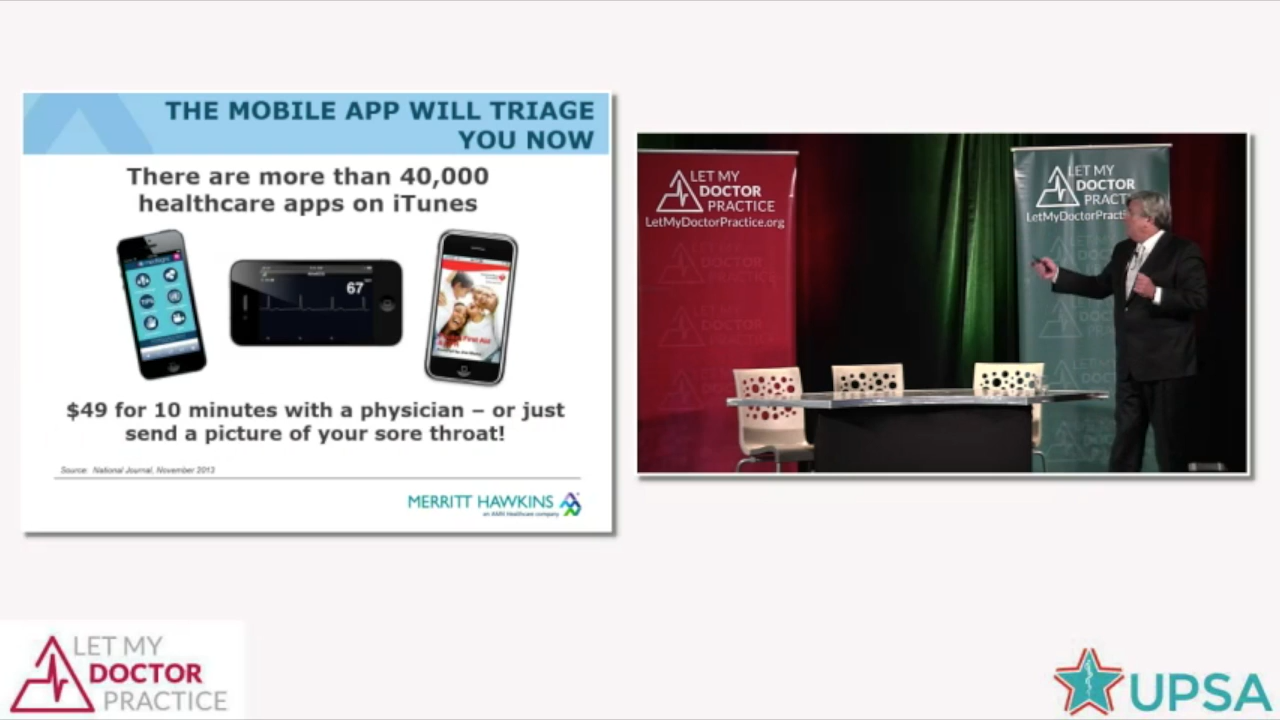 THE MOBILE APP WILL TRIAGE
YOU NOW
There are more than 40,000
healthcare apps on iTunes
67
$49 for 10 minutes with a physician – or just
send a picture of your sore throat!
Source: National Journal, November 2013
MERRITT HAWKINS
an AMN Healthcare company
LET MY
DOCTOR
PRACTICE
LetMyDoctorPractice.org
LET MY
DOCTOR
LET MY
DOCTOR
PRACTICE
UPSA